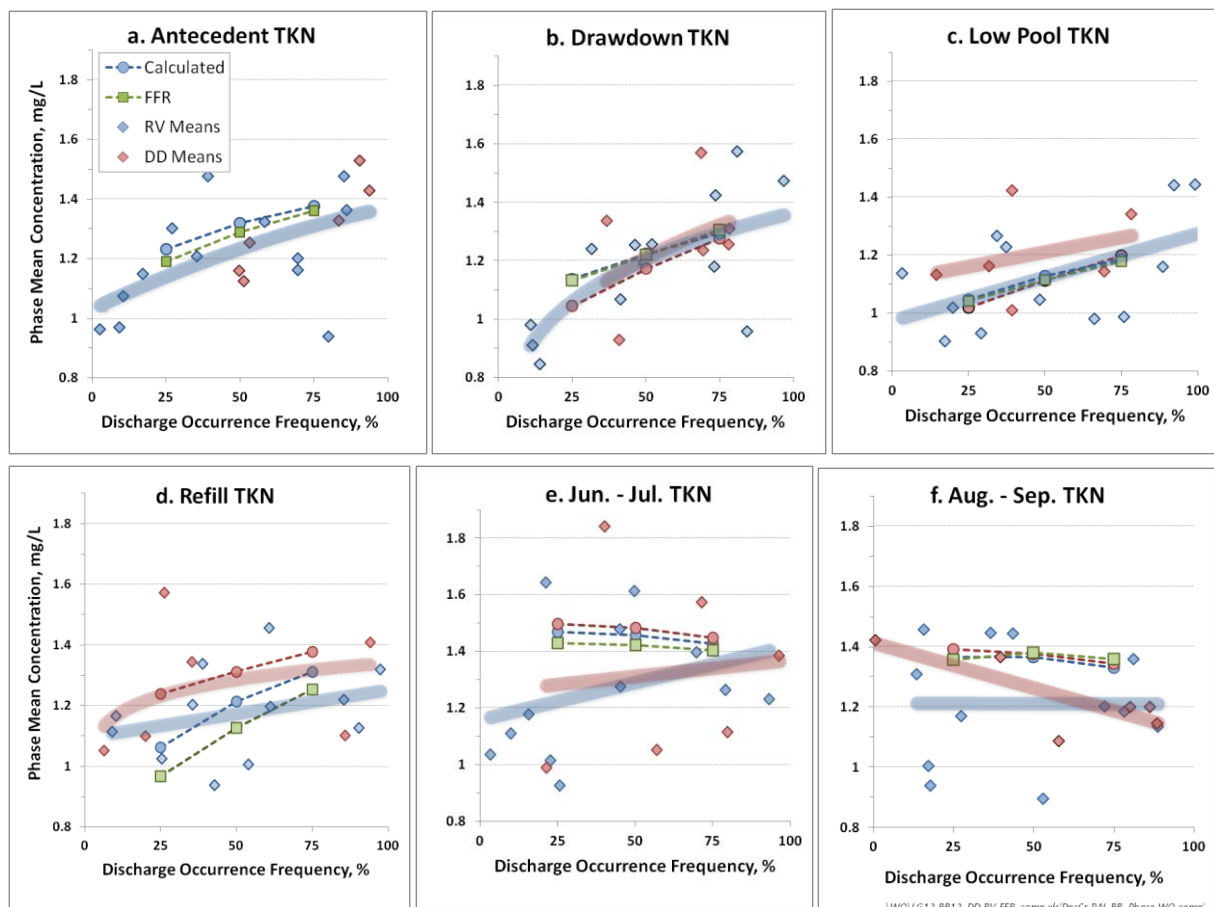 a. Antecedent TKN
Phase Mean Concentration, mg/L
1.8
1.6
1.4
1.2
1
0.8
Calculated
FFR
RV Means
DD Means
0 25 50 75 100
Discharge Occurrence Frequency, %
b. Drawdown TKN
1.8
1.6
1.4
1.2
1
0.8
0 25 50 75 100
Discharge Occurrence Frequency, %
c. Low Pool TKN
1.8
1.6
1.4
1.2
1
0.8
0 25 50 75 100
Discharge Occurrence Frequency, %
d. Refill TKN
Phase Mean Concentration, mg/L
1.8
1.6
1.4
1.2
1
0.8
0 25 50 75 100
Discharge Occurrence Frequency, %
e. Jun. - Jul. TKN
1.8
1.6
1.4
1.2
1
0.8
0 25 50 75 100
Discharge Occurrence Frequency, %
f. Aug. - Sep. TKN
1.8
1.6
1.4
1.2
1
0.8
0 25 50 75 100
Discharge Occurrence Frequency, %